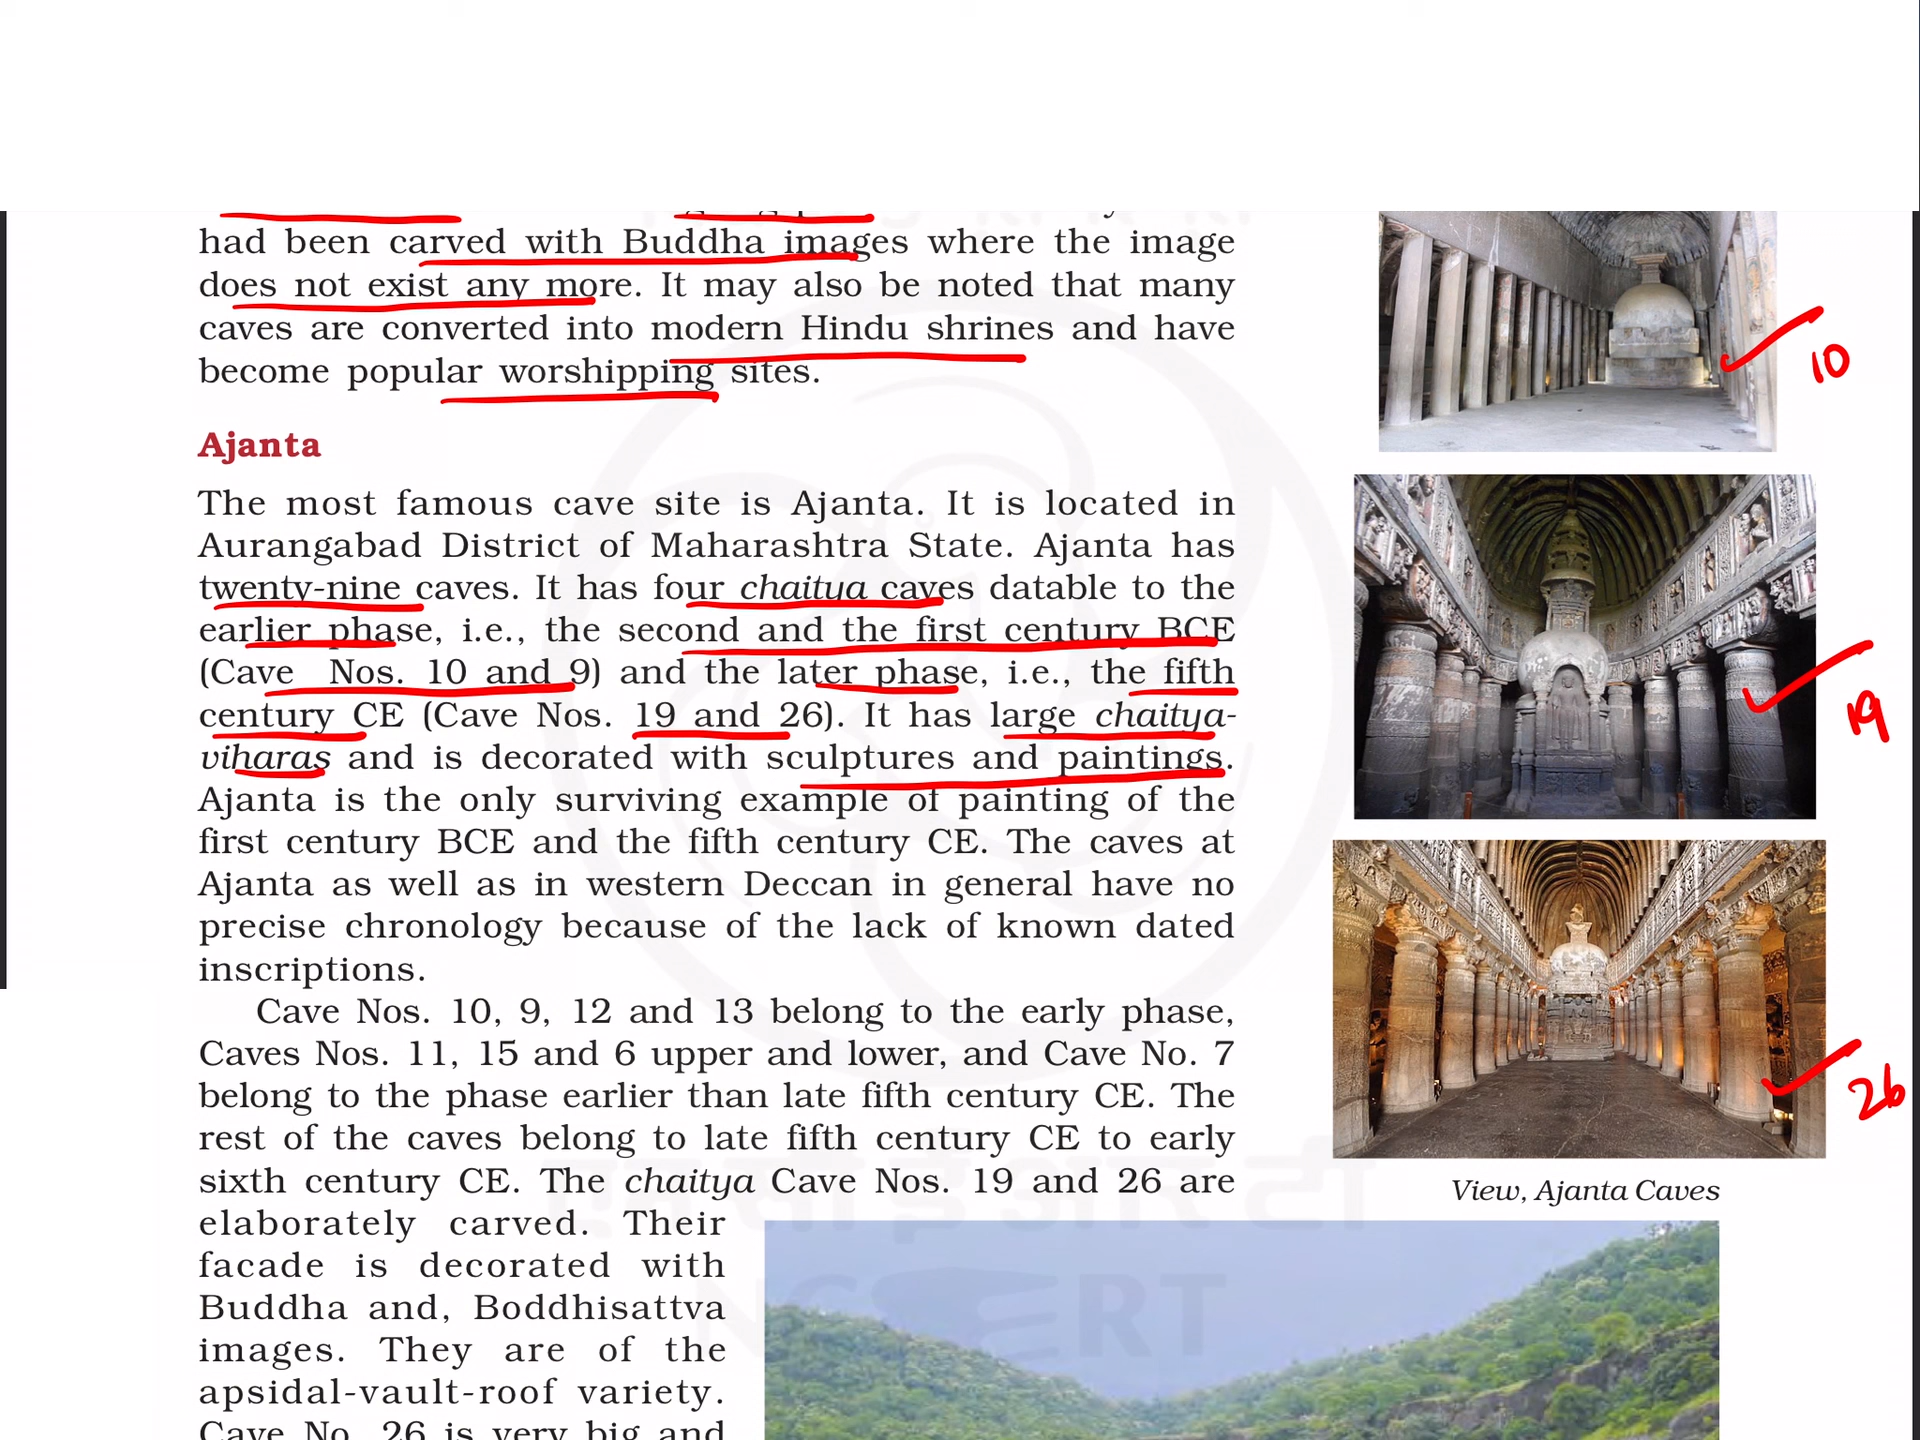 had been carved with Buddha images where the image
does not exist any more. It may also be noted that many
caves are converted into modern Hindu shrines and have
become popular worshipping sites.
Ajanta
The most famous cave site is Ajanta. It is located in
Aurangabad District of Maharashtra State. Ajanta has
twenty-nine caves. It has four chaitya caves datable to the
earlier phase, i.e., the second and the first century BCE
(Cave Nos. 10 and 9) and the later phase, i.e., the fifth
century CE (Cave Nos. 19 and 26). It has large chaitya-
viharas and is decorated with sculptures and paintings.
Ajanta is the only surviving example of painting of the
first century BCE and the fifth century CE. The caves at
Ajanta as well as in western Deccan in general have no
precise chronology because of the lack of known dated
inscriptions.
Cave Nos. 10, 9, 12 and 13 belong to the early phase,
Caves Nos. 11, 15 and 6 upper and lower, and Cave No. 7
belong to the phase earlier than late fifth century CE. The
rest of the caves belong to late fifth century CE to early
sixth century CE. The chaitya Cave Nos. 19 and 26 are
elaborately carved. Their
facade is decorated with
Buddha and, Boddhisattva
images. They are of the
apsidal-vault-roof variety.
Cave No. 26 is very big and
10
19
26
View, Ajanta Caves
एनसीईआरटी
NCERT